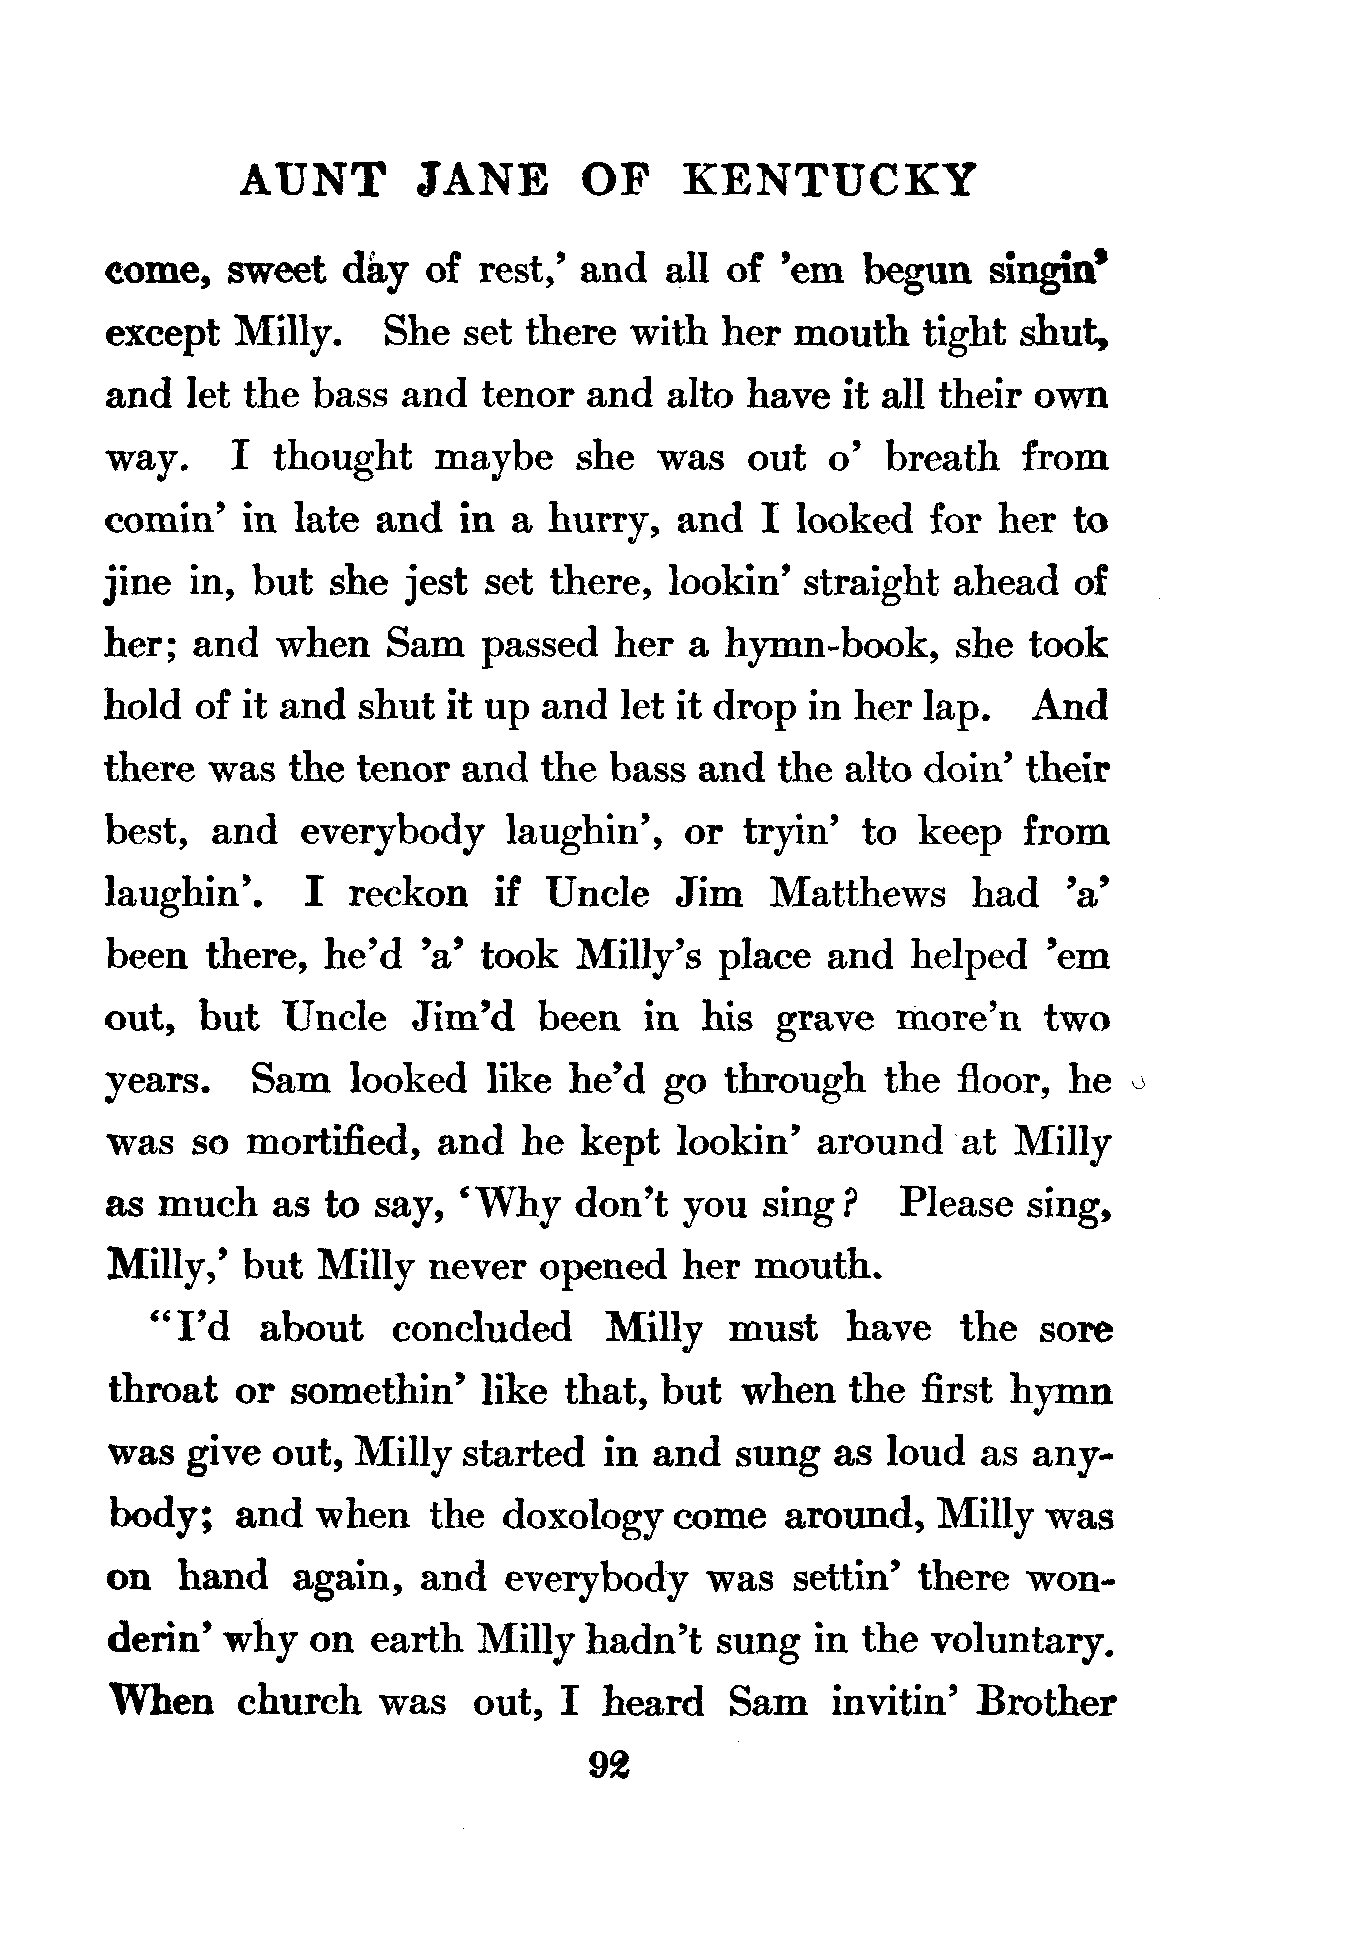 AUNT JANE OF KENTUCKY
come, sweet day of rest,’ and all of ’em begun singin’
except Milly. She set there with her mouth tight shut,
and let the bass and tenor and alto have it all their own
way. I thought maybe she was out o’ breath from
comin’ in late and in a hurry, and I looked for her to
jine in, but she jest set there, lookin’ straight ahead of
her; and when Sam passed her a hymn-book, she took
hold of it and shut it up and let it drop in her lap. And
there was the tenor and the bass and the alto doin’ their
best, and everybody laughin’, or tryin’ to keep from
laughin’. I reckon if Uncle Jim Matthews had ’a’
been there, he’d ’a’ took Milly’s place and helped ’em
out, but Uncle Jim’d been in his grave more’n two
years. Sam looked like he’d go through the floor, he
was so mortified, and he kept lookin’ around at Milly
as much as to say, ‘Why don’t you sing? Please sing,
Milly,’ but Milly never opened her mouth.
“I’d about concluded Milly must have the sore
throat or somethin’ like that, but when the first hymn
was give out, Milly started in and sung as loud as any-
body; and when the doxology come around, Milly was
on hand again, and everybody was settin’ there won-
derin’ why on earth Milly hadn’t sung in the voluntary.
When church was out, I heard Sam invitin’ Brother
92